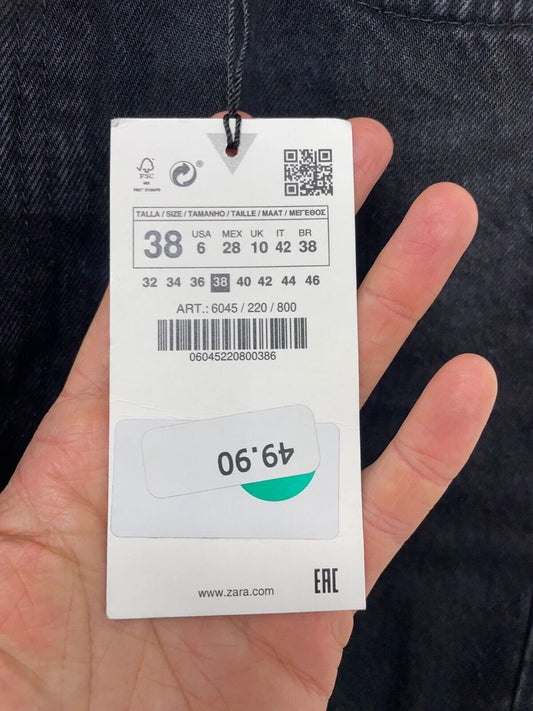 FSC
MIX
®
TALLA / SIZE / TAMANHO / TAILLE / MAAT / ΜΕΓΕΘΟΣ
38 USA 6 MEX 28 UK 10 IT 42 BR 38
32 34 36 38 40 42 44 46
ART.: 6045 / 220 / 800
06045220800386
49.90
www.zara.com
EAC